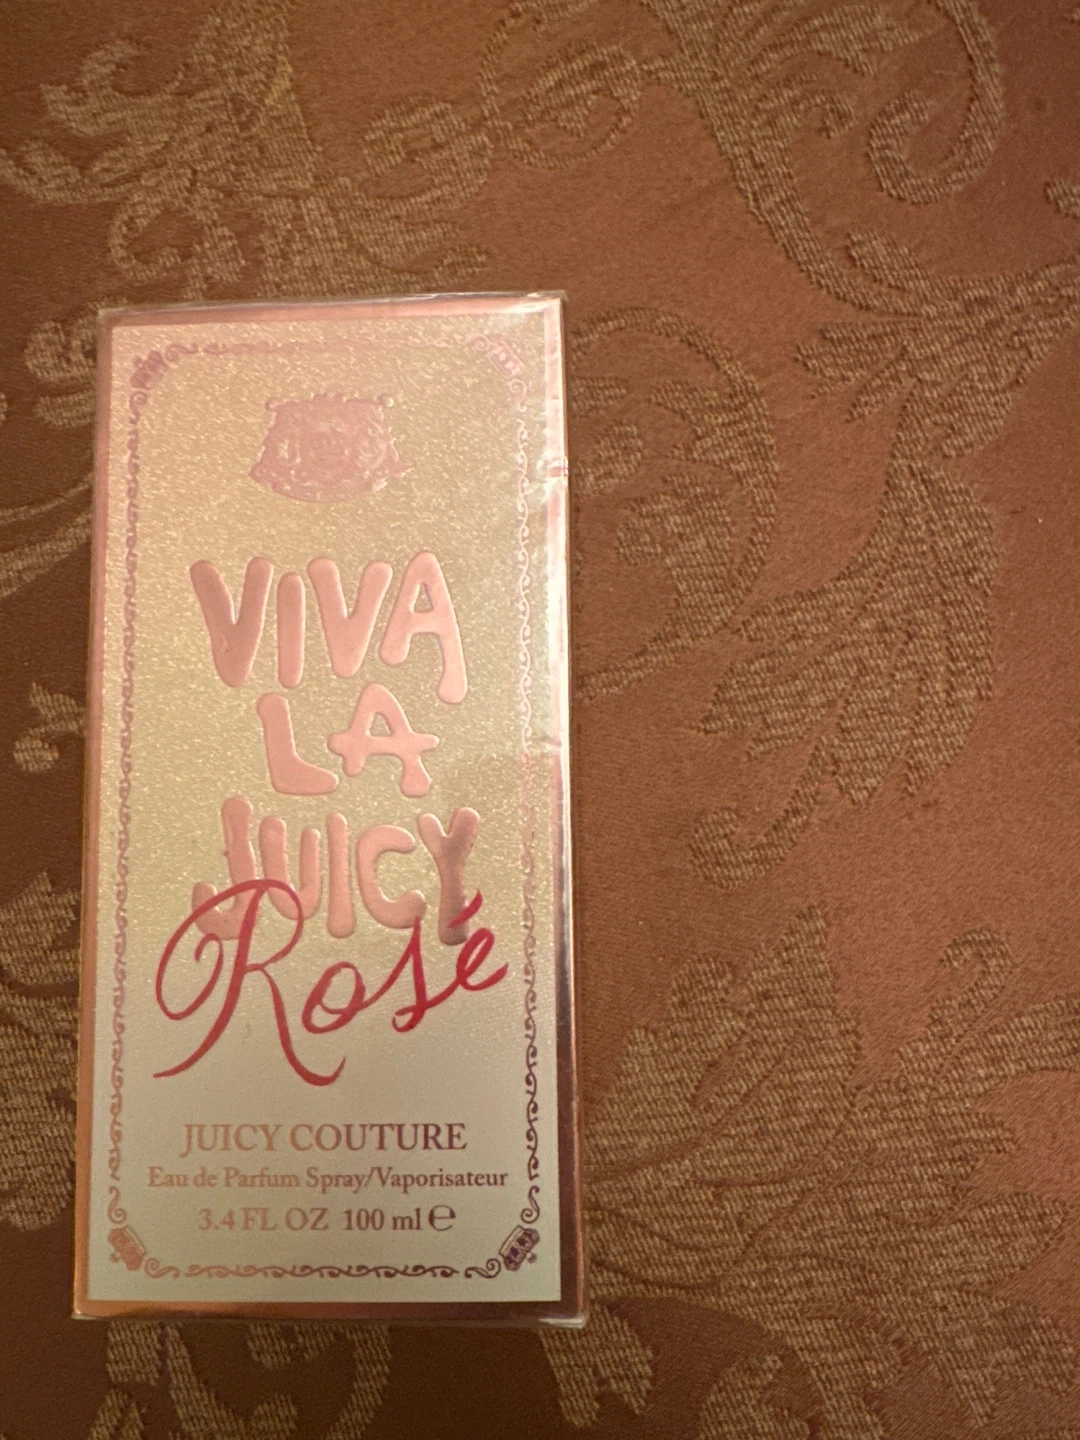 VIVA
LA
JUICY
Rosé
JUICY COUTURE
Eau de Parfum Spray/Vaporisateur
3.4 FL OZ 100 ml ℮